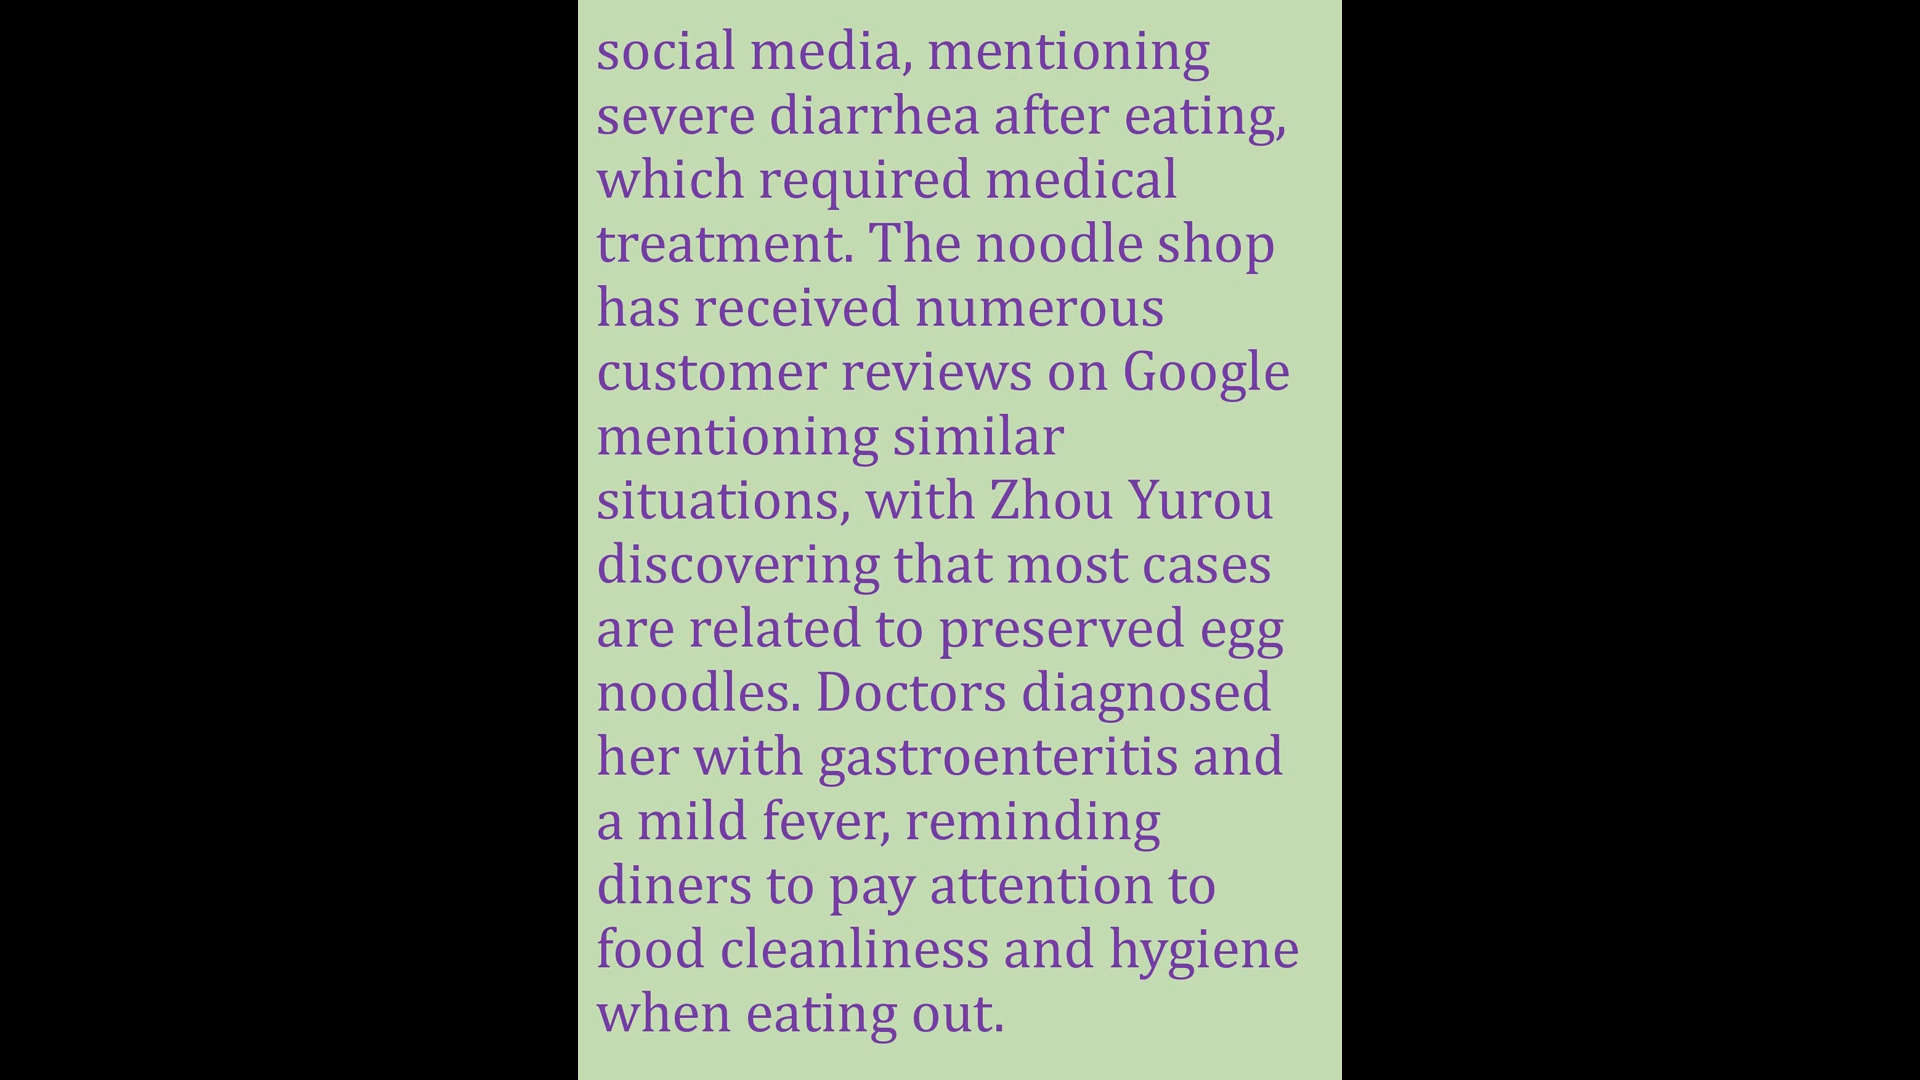 social media, mentioning
severe diarrhea after eating,
which required medical
treatment. The noodle shop
has received numerous
customer reviews on Google
mentioning similar
situations, with Zhou Yurou
discovering that most cases
are related to preserved egg
noodles. Doctors diagnosed
her with gastroenteritis and
a mild fever, reminding
diners to pay attention to
food cleanliness and hygiene
when eating out.